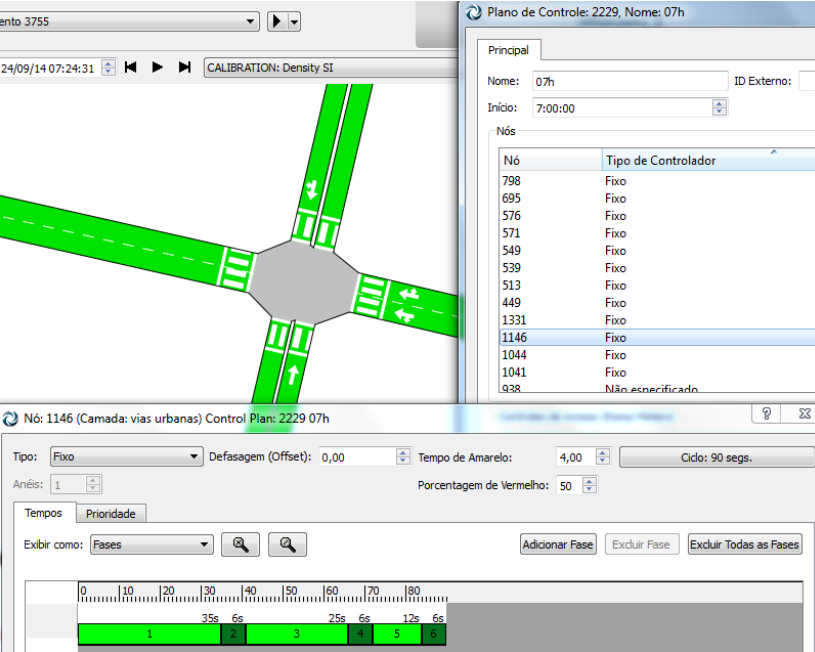 ento 3755
24/09/14 07:24:31
CALIBRATION: Density SI
Plano de Controle: 2229, Nome: 07h
Principal
Nome: 07h ID Externo:
Início: 7:00:00
Nós
Nó Tipo de Controlador
798 Fixo
695 Fixo
576 Fixo
571 Fixo
549 Fixo
539 Fixo
513 Fixo
449 Fixo
1331 Fixo
1146 Fixo
1044 Fixo
1041 Fixo
938 Não especificado
Nó: 1146 (Camada: vias urbanas) Control Plan: 2229 07h
Tipo: Fixo Defasagem (Offset): 0,00 Tempo de Amarelo: 4,00 Ciclo: 90 segs.
Anéis: 1 Porcentagem de Vermelho: 50
Tempos Prioridade
Exibir como: Fases Adicionar Fase Excluir Fase Excluir Todas as Fases
0 10 20 30 40 50 60 70 80
35s 6s 25s 6s 12s 6s
1 2 3 4 5 6